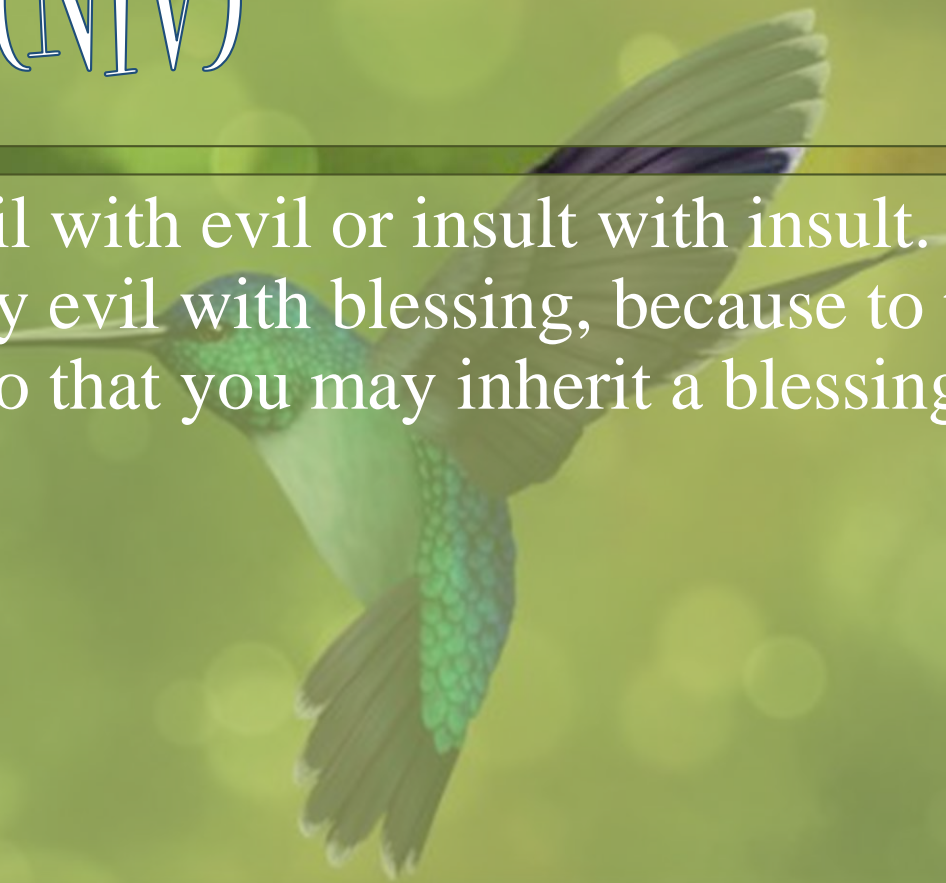 (NIV)
il with evil or insult with insult.
y evil with blessing, because to
o that you may inherit a blessing